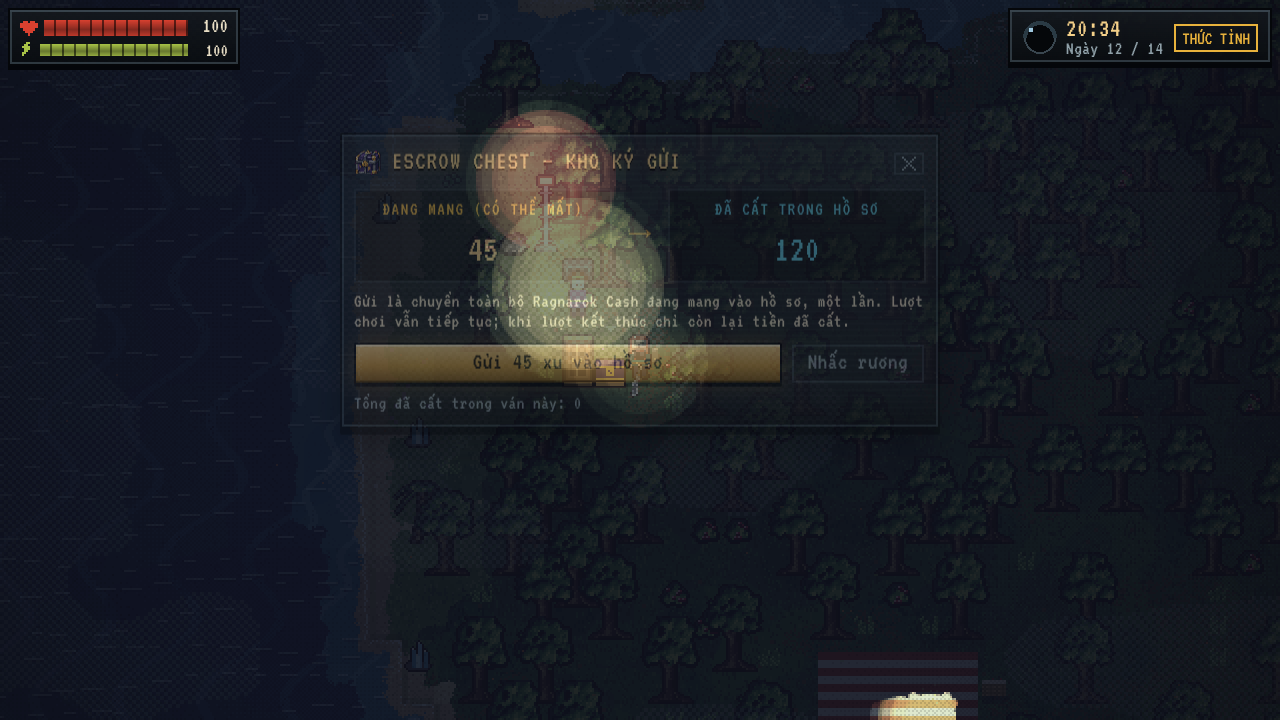 100
100
20:34
Ngày 12 / 14
THỨC TỈNH
ESCROW CHEST – KHO KÝ GỬI
ĐANG MANG (CÓ THỂ MẤT)
ĐÃ CẤT TRONG HỒ SƠ
45
→
120
Gửi là chuyển toàn bộ Ragnarok Cash đang mang vào hồ sơ, một lần. Lượt
chơi vẫn tiếp tục; khi lượt kết thúc chỉ còn lại tiền đã cất.
Gửi 45 xu vào hồ sơ
Nhấc rương
Tổng đã cất trong ván này: 0